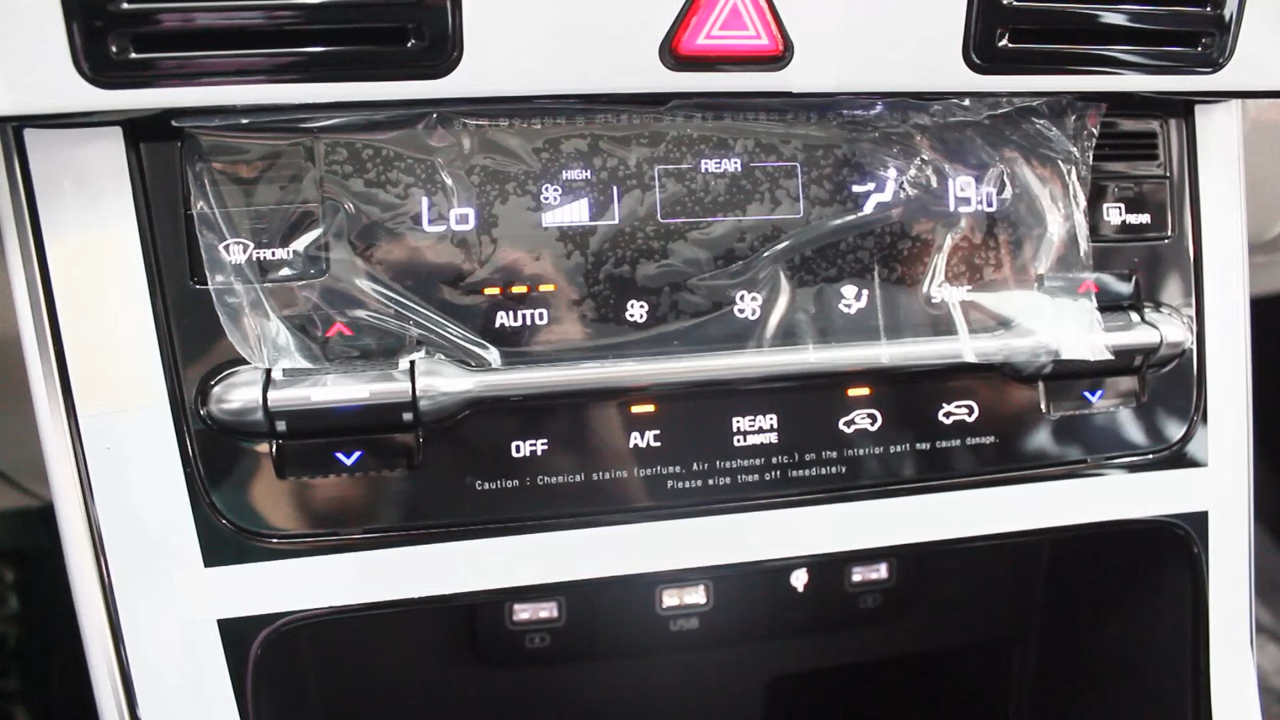 HIGH
REAR
Lo
19.0
FRONT
REAR
AUTO
SYNC
OFF
A/C
REAR
CLIMATE
Caution : Chemical stains (perfume, Air freshener etc.) on the interior part may cause damage.
Please wipe them off immediately
USB